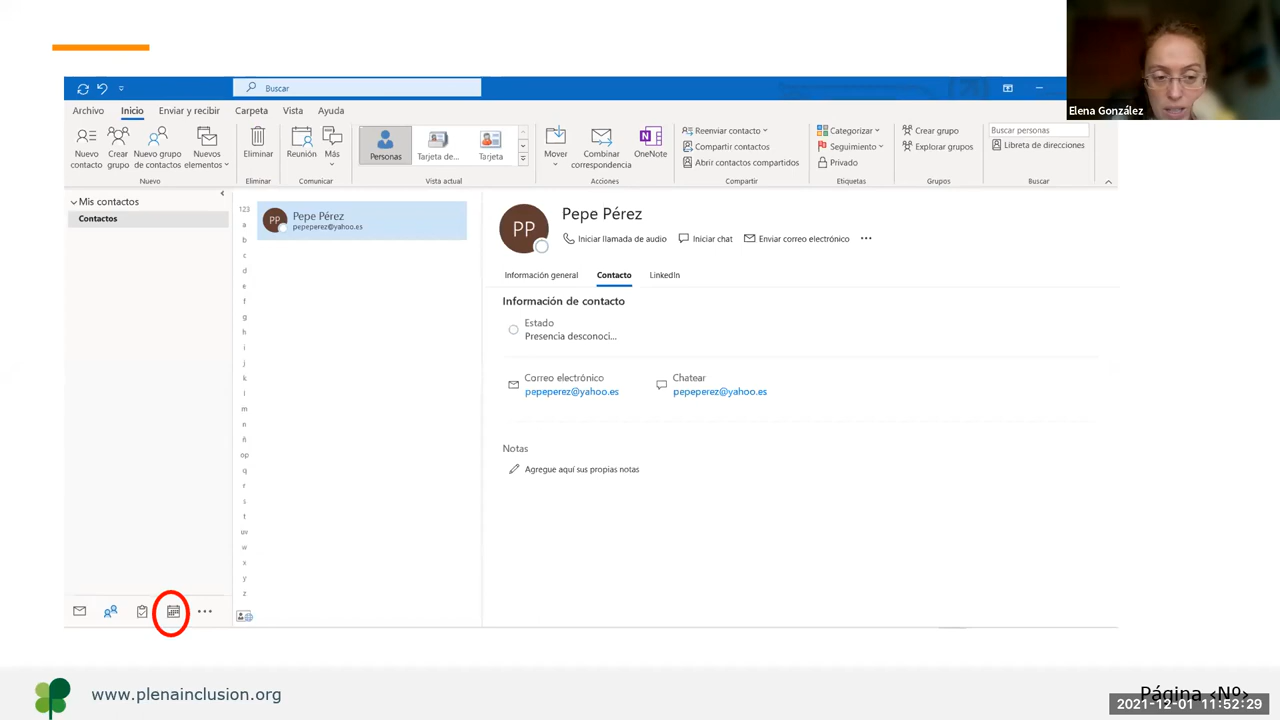 Buscar
Elena González
Archivo Inicio Enviar y recibir Carpeta Vista Ayuda
Nuevo contacto
Crear grupo
Nuevo grupo de contactos
Nuevos elementos
Eliminar
Reunión
Más
Personas
Tarjeta de...
Tarjeta
Mover
Combinar correspondencia
OneNote
Reenviar contacto
Compartir contactos
Abrir contactos compartidos
Categorizar
Seguimiento
Privado
Crear grupo
Explorar grupos
Buscar personas
Libreta de direcciones
Nuevo Eliminar Comunicar Vista actual Acciones Compartir Etiquetas Grupos Buscar
Mis contactos
Contactos
123
a
b
c
d
e
f
g
h
i
j
k
l
m
n
ñ
op
q
r
s
t
uv
w
x
y
z
PP
Pepe Pérez
pepeperez@yahoo.es
PP
Pepe Pérez
Iniciar llamada de audio Iniciar chat Enviar correo electrónico ...
Información general Contacto LinkedIn
Información de contacto
Estado
Presencia desconoci...
Correo electrónico
pepeperez@yahoo.es
Chatear
pepeperez@yahoo.es
Notas
Agregue aquí sus propias notas
www.plenainclusion.org
Página ‹Nº›
2021-12-01 11:52:29